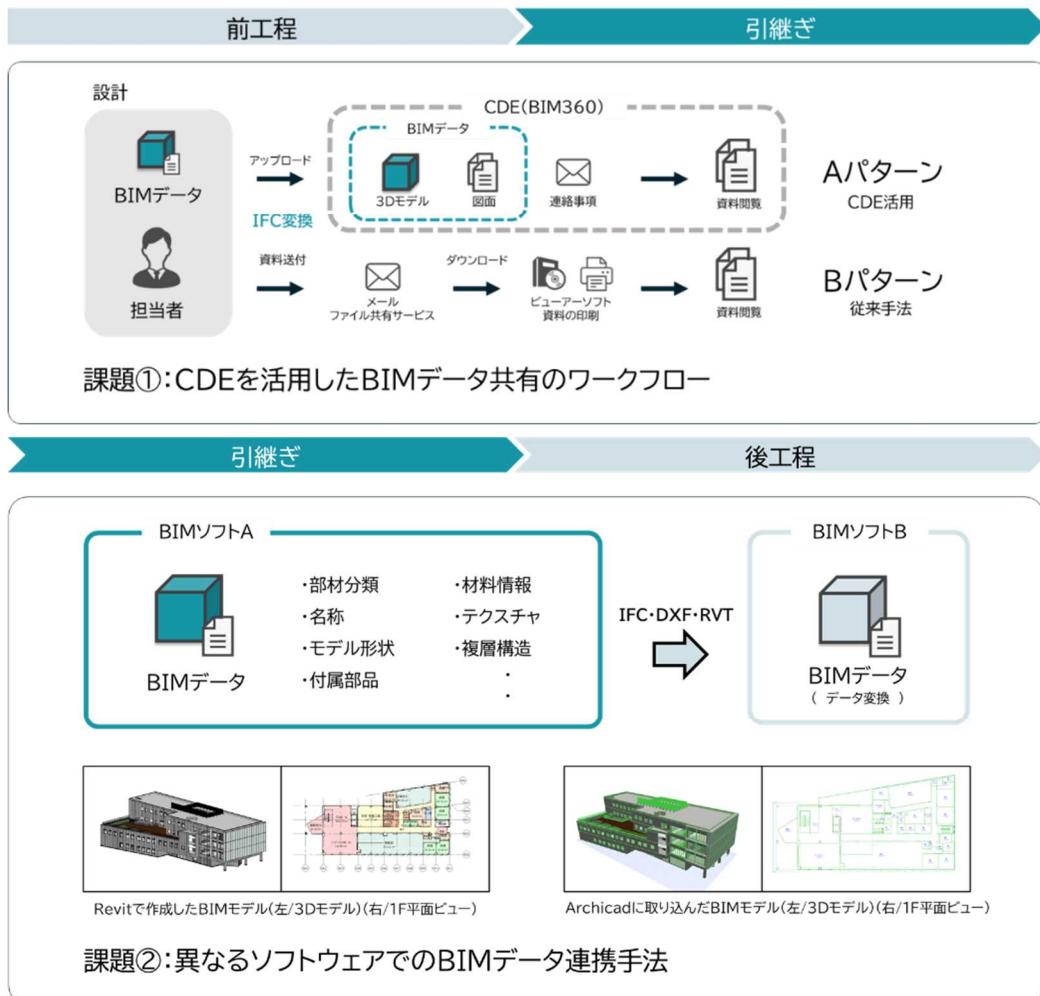 前工程
引継ぎ
設計
BIMデータ
担当者
アップロード
IFC変換
資料送付
CDE(BIM360)
BIMデータ
3Dモデル
図面
連絡事項
資料閲覧
Aパターン
CDE活用
メール
ファイル共有サービス
ダウンロード
ビューアーソフト
資料の印刷
資料閲覧
Bパターン
従来手法
課題①:CDEを活用したBIMデータ共有のワークフロー
引継ぎ
後工程
BIMソフトA
BIMデータ
・部材分類
・名称
・モデル形状
・付属部品
・材料情報
・テクスチャ
・複層構造
・
・
IFC・DXF・RVT
BIMソフトB
BIMデータ
( データ変換 )
Revitで作成したBIMモデル(左/3Dモデル)(右/1F平面ビュー)
Archicadに取り込んだBIMモデル(左/3Dモデル)(右/1F平面ビュー)
課題②:異なるソフトウェアでのBIMデータ連携手法